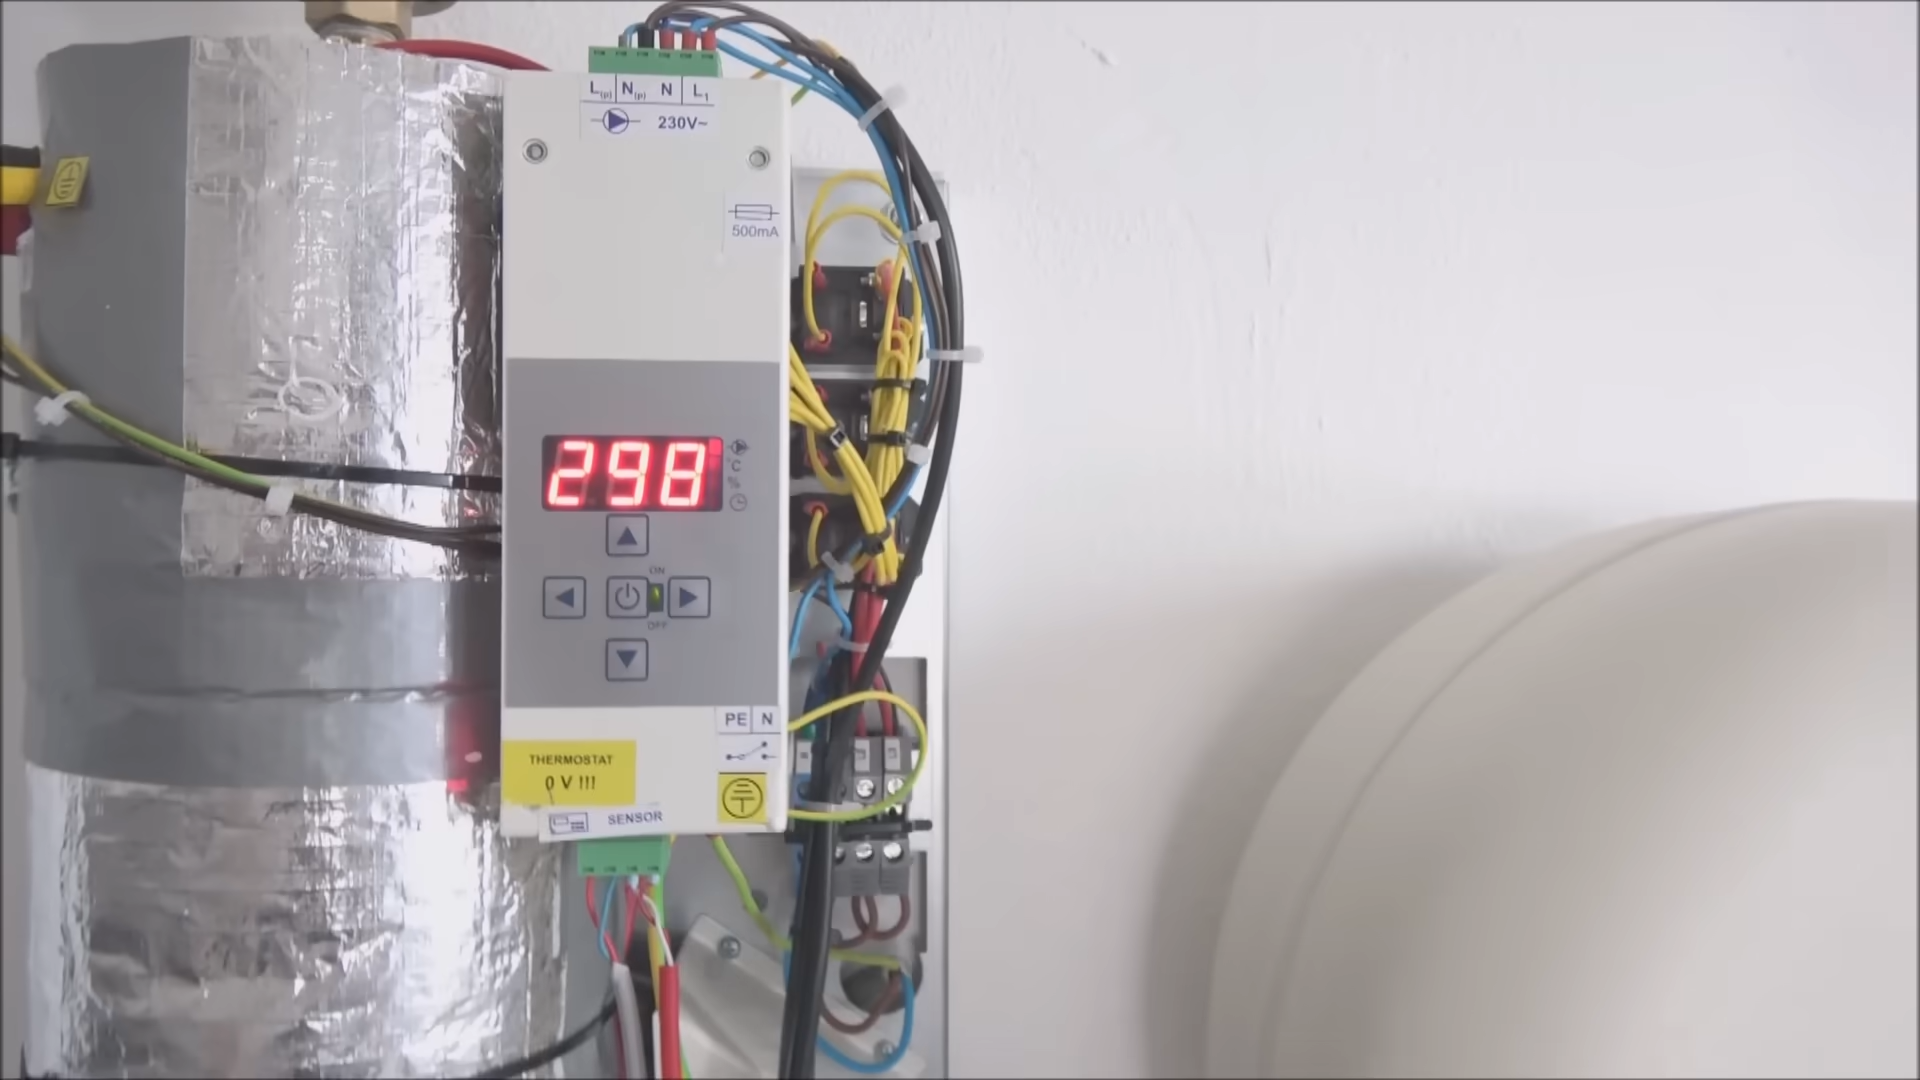 L(p) N(p) N L1
230V~
500mA
298
°C
%
ON
OFF
PE N
THERMOSTAT
0 V !!!
SENSOR